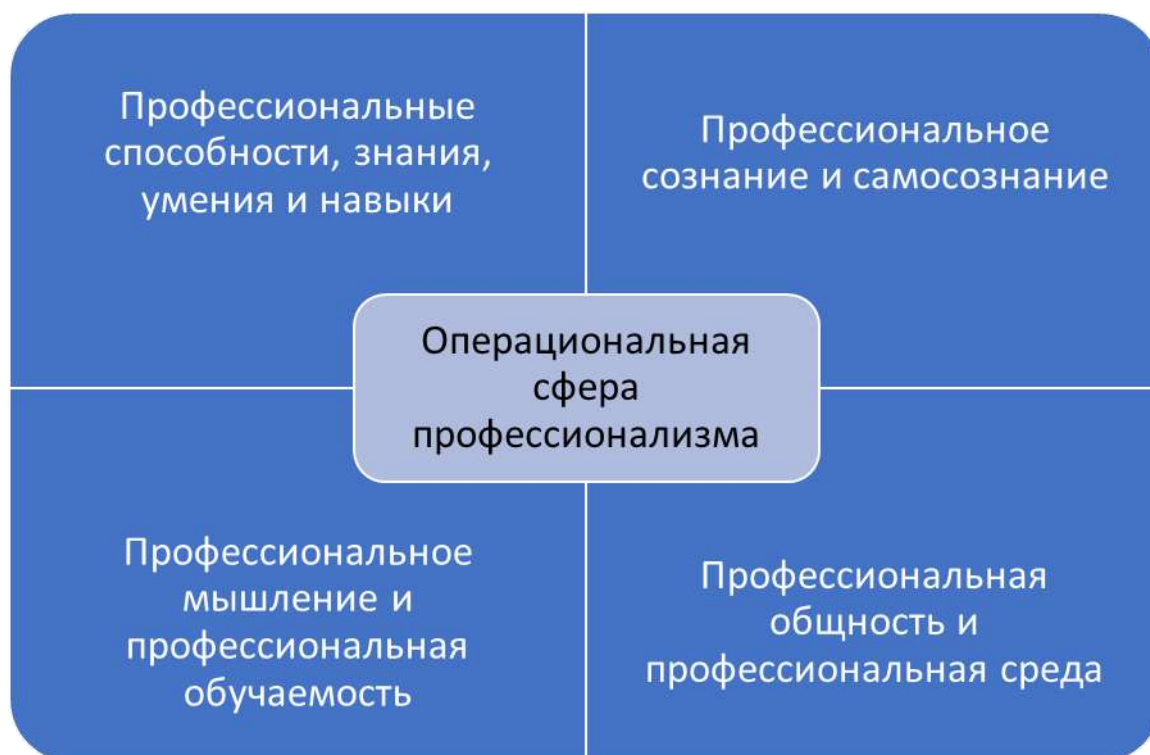 Профессиональные
способности, знания,
умения и навыки
Профессиональное
сознание и самосознание
Операциональная
сфера
профессионализма
Профессиональное
мышление и
профессиональная
обучаемость
Профессиональная
общность и
профессиональная среда